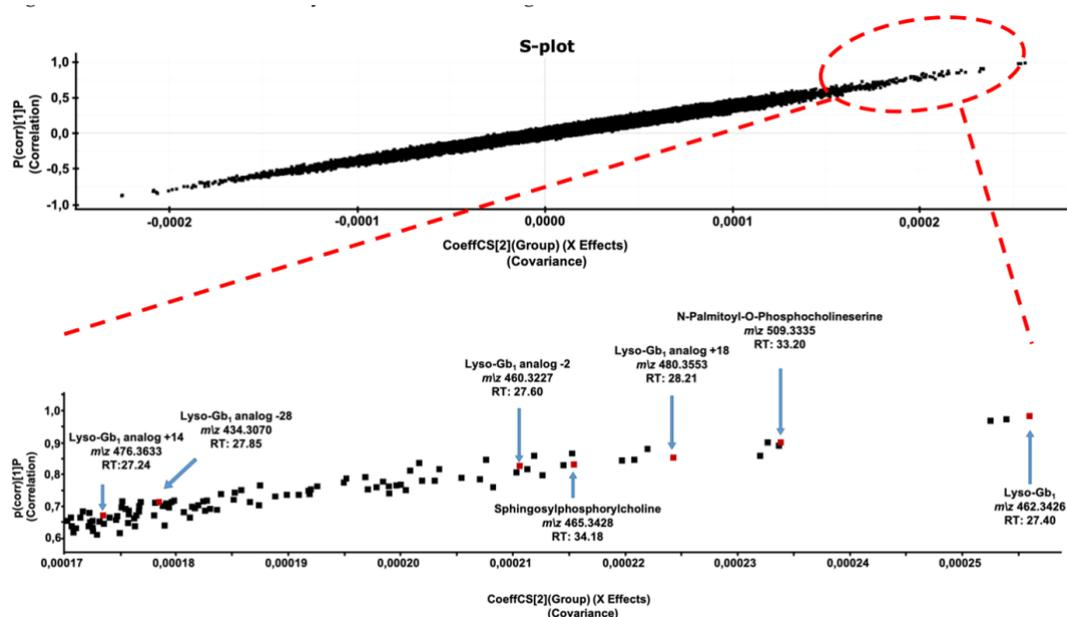 S-plot
1,0
0,5
0,0
-0,5
-1,0
P(corr)[1]P
(Correlation)
-0,0002
-0,0001
0,0000
0,0001
0,0002
CoeffCS[2](Group) (X Effects)
(Covariance)
N-Palmitoyl-O-Phosphocholineserine
m\z 509.3335
RT: 33.20
Lyso-Gb1 analog +18
m\z 480.3553
RT: 28.21
Lyso-Gb1 analog -2
m\z 460.3227
RT: 27.60
Lyso-Gb1 analog -28
m\z 434.3070
RT: 27.85
Lyso-Gb1 analog +14
m\z 476.3633
RT:27.24
1,0
0,9
0,8
0,7
0,6
p(corr)[1]P
(Correlation)
Sphingosylphosphorylcholine
m\z 465.3428
RT: 34.18
Lyso-Gb1
m\z 462.3426
RT: 27.40
0,00017
0,00018
0,00019
0,00020
0,00021
0,00022
0,00023
0,00024
0,00025
CoeffCS[2](Group) (X Effects)
(Covariance)